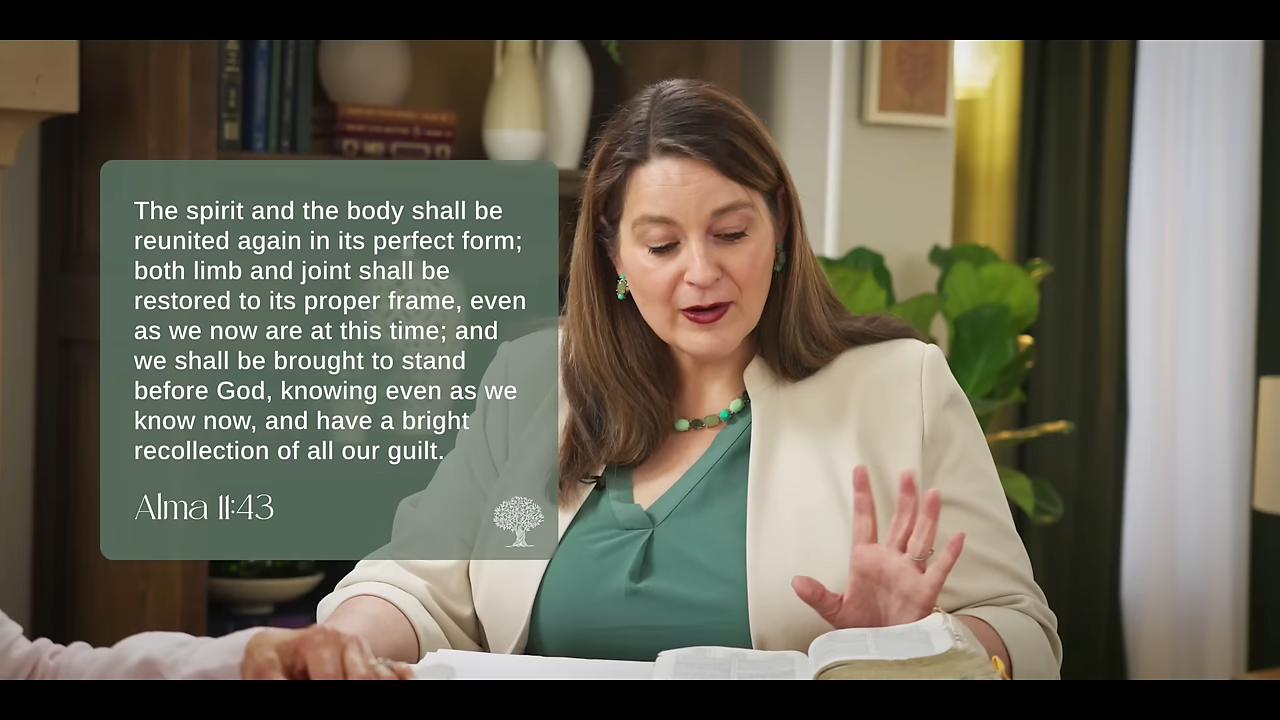 The spirit and the body shall be
reunited again in its perfect form;
both limb and joint shall be
restored to its proper frame, even
as we now are at this time; and
we shall be brought to stand
before God, knowing even as we
know now, and have a bright
recollection of all our guilt.
Alma 11:43